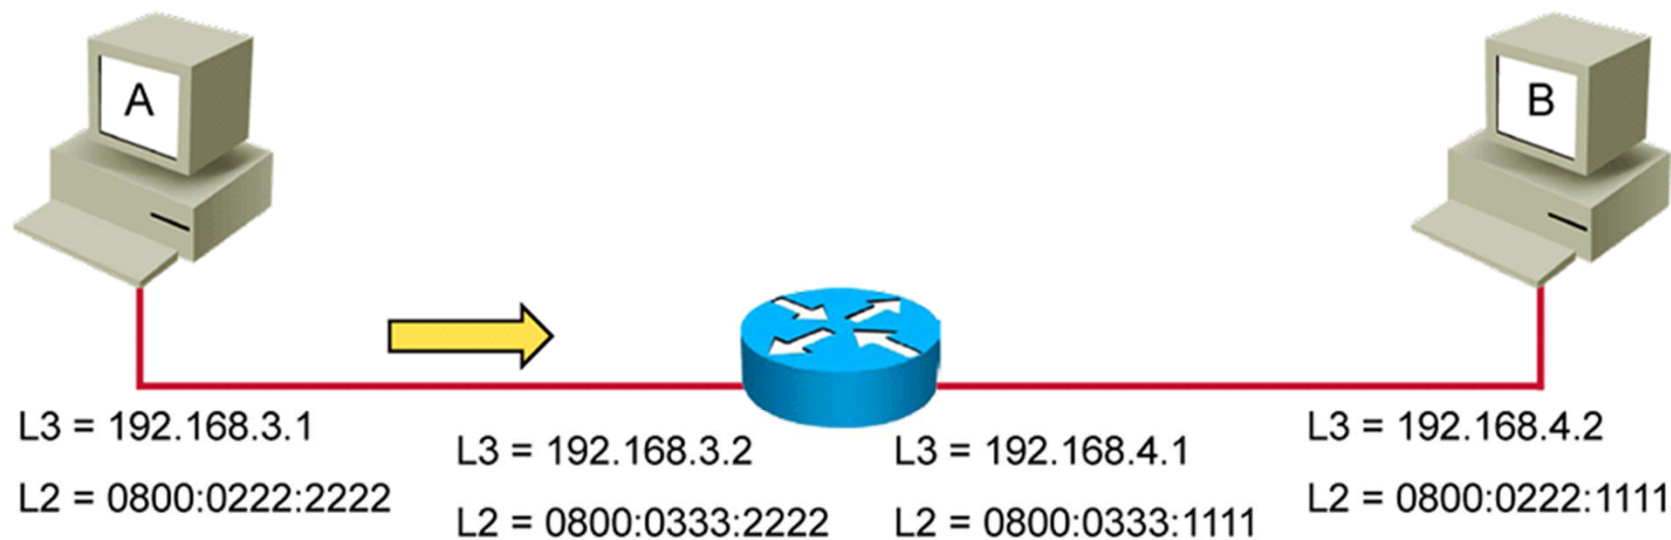 A
B
L3 = 192.168.3.1
L2 = 0800:0222:2222
L3 = 192.168.3.2
L2 = 0800:0333:2222
L3 = 192.168.4.1
L2 = 0800:0333:1111
L3 = 192.168.4.2
L2 = 0800:0222:1111